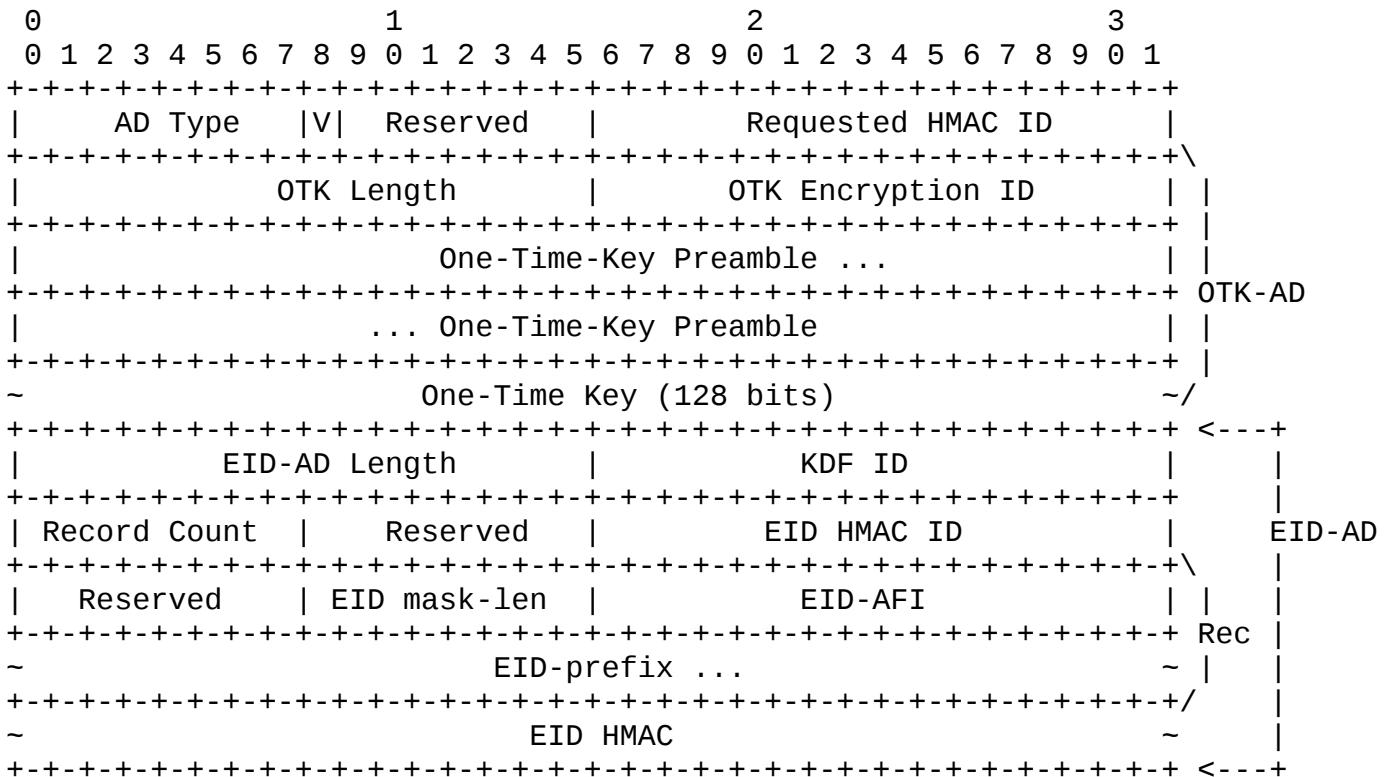 0                   1                   2                   3
 0 1 2 3 4 5 6 7 8 9 0 1 2 3 4 5 6 7 8 9 0 1 2 3 4 5 6 7 8 9 0 1
+-+-+-+-+-+-+-+-+-+-+-+-+-+-+-+-+-+-+-+-+-+-+-+-+-+-+-+-+-+-+-+-+
|     AD Type   |V|  Reserved   |        Requested HMAC ID      |
+-+-+-+-+-+-+-+-+-+-+-+-+-+-+-+-+-+-+-+-+-+-+-+-+-+-+-+-+-+-+-+-+\
|              OTK Length       |       OTK Encryption ID       | |
+-+-+-+-+-+-+-+-+-+-+-+-+-+-+-+-+-+-+-+-+-+-+-+-+-+-+-+-+-+-+-+-+ |
|                       One-Time-Key Preamble ...               | |
+-+-+-+-+-+-+-+-+-+-+-+-+-+-+-+-+-+-+-+-+-+-+-+-+-+-+-+-+-+-+-+-+ OTK-AD
|                   ... One-Time-Key Preamble                   | |
+-+-+-+-+-+-+-+-+-+-+-+-+-+-+-+-+-+-+-+-+-+-+-+-+-+-+-+-+-+-+-+-+ |
~                      One-Time Key (128 bits)                  ~/
+-+-+-+-+-+-+-+-+-+-+-+-+-+-+-+-+-+-+-+-+-+-+-+-+-+-+-+-+-+-+-+-+ <---+
|           EID-AD Length       |           KDF ID              |     |
+-+-+-+-+-+-+-+-+-+-+-+-+-+-+-+-+-+-+-+-+-+-+-+-+-+-+-+-+-+-+-+-+     |
| Record Count  |    Reserved   |         EID HMAC ID           |     EID-AD
+-+-+-+-+-+-+-+-+-+-+-+-+-+-+-+-+-+-+-+-+-+-+-+-+-+-+-+-+-+-+-+-+\    |
|   Reserved    | EID mask-len  |           EID-AFI             | |   |
+-+-+-+-+-+-+-+-+-+-+-+-+-+-+-+-+-+-+-+-+-+-+-+-+-+-+-+-+-+-+-+-+ Rec |
~                          EID-prefix ...                       ~ |   |
+-+-+-+-+-+-+-+-+-+-+-+-+-+-+-+-+-+-+-+-+-+-+-+-+-+-+-+-+-+-+-+-+/    |
~                            EID HMAC                           ~     |
+-+-+-+-+-+-+-+-+-+-+-+-+-+-+-+-+-+-+-+-+-+-+-+-+-+-+-+-+-+-+-+-+ <---+